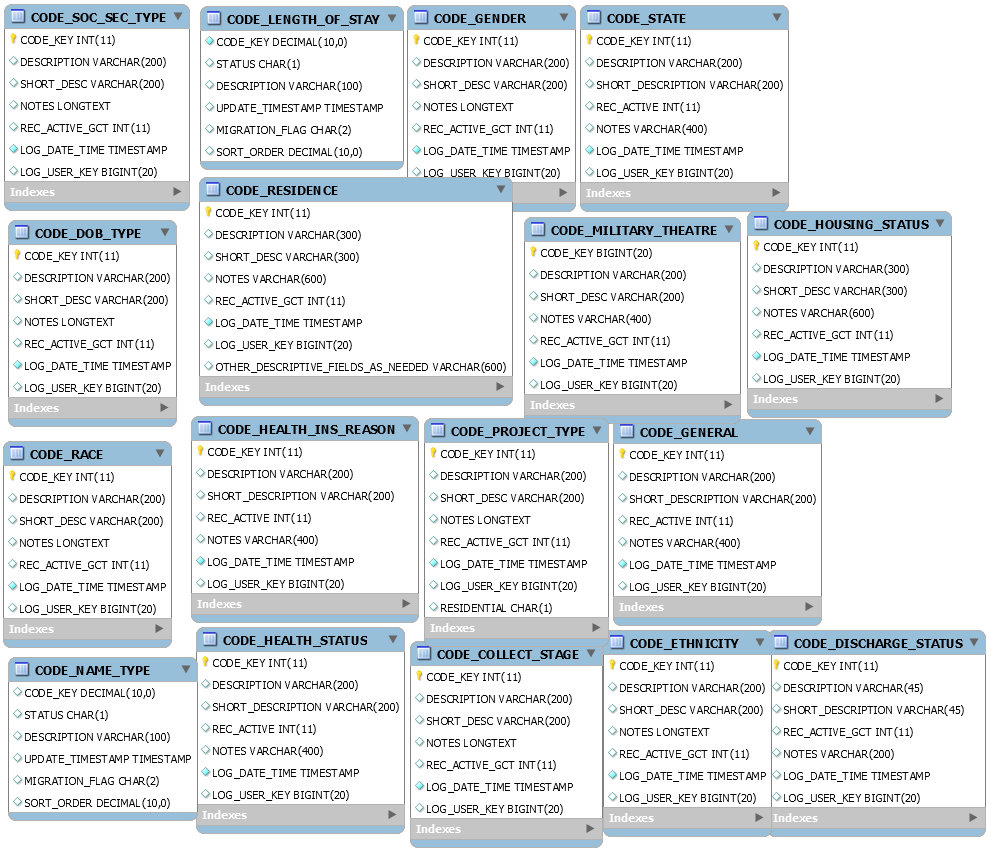 CODE_SOC_SEC_TYPE
CODE_KEY INT(11)
DESCRIPTION VARCHAR(200)
SHORT_DESC VARCHAR(200)
NOTES LONGTEXT
REC_ACTIVE_GCT INT(11)
LOG_DATE_TIME TIMESTAMP
LOG_USER_KEY BIGINT(20)
Indexes
CODE_LENGTH_OF_STAY
CODE_KEY DECIMAL(10,0)
STATUS CHAR(1)
DESCRIPTION VARCHAR(100)
UPDATE_TIMESTAMP TIMESTAMP
MIGRATION_FLAG CHAR(2)
SORT_ORDER DECIMAL(10,0)
CODE_GENDER
CODE_KEY INT(11)
DESCRIPTION VARCHAR(200)
SHORT_DESC VARCHAR(200)
NOTES LONGTEXT
REC_ACTIVE_GCT INT(11)
LOG_DATE_TIME TIMESTAMP
LOG_USER_KEY BIGINT(20)
CODE_STATE
CODE_KEY INT(11)
DESCRIPTION VARCHAR(200)
SHORT_DESCRIPTION VARCHAR(200)
REC_ACTIVE INT(11)
NOTES VARCHAR(400)
LOG_DATE_TIME TIMESTAMP
LOG_USER_KEY BIGINT(20)
Indexes
CODE_DOB_TYPE
CODE_KEY INT(11)
DESCRIPTION VARCHAR(200)
SHORT_DESC VARCHAR(200)
NOTES LONGTEXT
REC_ACTIVE_GCT INT(11)
LOG_DATE_TIME TIMESTAMP
LOG_USER_KEY BIGINT(20)
Indexes
CODE_RESIDENCE
CODE_KEY INT(11)
DESCRIPTION VARCHAR(300)
SHORT_DESC VARCHAR(300)
NOTES VARCHAR(600)
REC_ACTIVE_GCT INT(11)
LOG_DATE_TIME TIMESTAMP
LOG_USER_KEY BIGINT(20)
OTHER_DESCRIPTIVE_FIELDS_AS_NEEDED VARCHAR(600)
Indexes
CODE_MILITARY_THEATRE
CODE_KEY BIGINT(20)
DESCRIPTION VARCHAR(200)
SHORT_DESC VARCHAR(200)
NOTES VARCHAR(400)
REC_ACTIVE_GCT INT(11)
LOG_DATE_TIME TIMESTAMP
LOG_USER_KEY BIGINT(20)
Indexes
CODE_HOUSING_STATUS
CODE_KEY INT(11)
DESCRIPTION VARCHAR(300)
SHORT_DESC VARCHAR(300)
NOTES VARCHAR(600)
REC_ACTIVE_GCT INT(11)
LOG_DATE_TIME TIMESTAMP
LOG_USER_KEY BIGINT(20)
Indexes
CODE_RACE
CODE_KEY INT(11)
DESCRIPTION VARCHAR(200)
SHORT_DESC VARCHAR(200)
NOTES LONGTEXT
REC_ACTIVE_GCT INT(11)
LOG_DATE_TIME TIMESTAMP
LOG_USER_KEY BIGINT(20)
Indexes
CODE_HEALTH_INS_REASON
CODE_KEY INT(11)
DESCRIPTION VARCHAR(200)
SHORT_DESCRIPTION VARCHAR(200)
REC_ACTIVE INT(11)
NOTES VARCHAR(400)
LOG_DATE_TIME TIMESTAMP
LOG_USER_KEY BIGINT(20)
Indexes
CODE_PROJECT_TYPE
CODE_KEY INT(11)
DESCRIPTION VARCHAR(200)
SHORT_DESC VARCHAR(200)
NOTES LONGTEXT
REC_ACTIVE_GCT INT(11)
LOG_DATE_TIME TIMESTAMP
LOG_USER_KEY BIGINT(20)
RESIDENTIAL CHAR(1)
Indexes
CODE_GENERAL
CODE_KEY INT(11)
DESCRIPTION VARCHAR(200)
SHORT_DESCRIPTION VARCHAR(200)
REC_ACTIVE INT(11)
NOTES VARCHAR(400)
LOG_DATE_TIME TIMESTAMP
LOG_USER_KEY BIGINT(20)
Indexes
CODE_NAME_TYPE
CODE_KEY DECIMAL(10,0)
STATUS CHAR(1)
DESCRIPTION VARCHAR(100)
UPDATE_TIMESTAMP TIMESTAMP
MIGRATION_FLAG CHAR(2)
SORT_ORDER DECIMAL(10,0)
CODE_HEALTH_STATUS
CODE_KEY INT(11)
DESCRIPTION VARCHAR(200)
SHORT_DESCRIPTION VARCHAR(200)
REC_ACTIVE INT(11)
NOTES VARCHAR(400)
LOG_DATE_TIME TIMESTAMP
LOG_USER_KEY BIGINT(20)
Indexes
CODE_COLLECT_STAGE
CODE_KEY INT(11)
DESCRIPTION VARCHAR(200)
SHORT_DESC VARCHAR(200)
NOTES LONGTEXT
REC_ACTIVE_GCT INT(11)
LOG_DATE_TIME TIMESTAMP
LOG_USER_KEY BIGINT(20)
Indexes
CODE_ETHNICITY
CODE_KEY INT(11)
DESCRIPTION VARCHAR(200)
SHORT_DESC VARCHAR(200)
NOTES LONGTEXT
REC_ACTIVE_GCT INT(11)
LOG_DATE_TIME TIMESTAMP
LOG_USER_KEY BIGINT(20)
Indexes
CODE_DISCHARGE_STATUS
CODE_KEY INT(11)
DESCRIPTION VARCHAR(45)
SHORT_DESCRIPTION VARCHAR(45)
REC_ACTIVE_GCT INT(11)
NOTES VARCHAR(200)
LOG_DATE_TIME TIMESTAMP
LOG_USER_KEY BIGINT(20)
Indexes